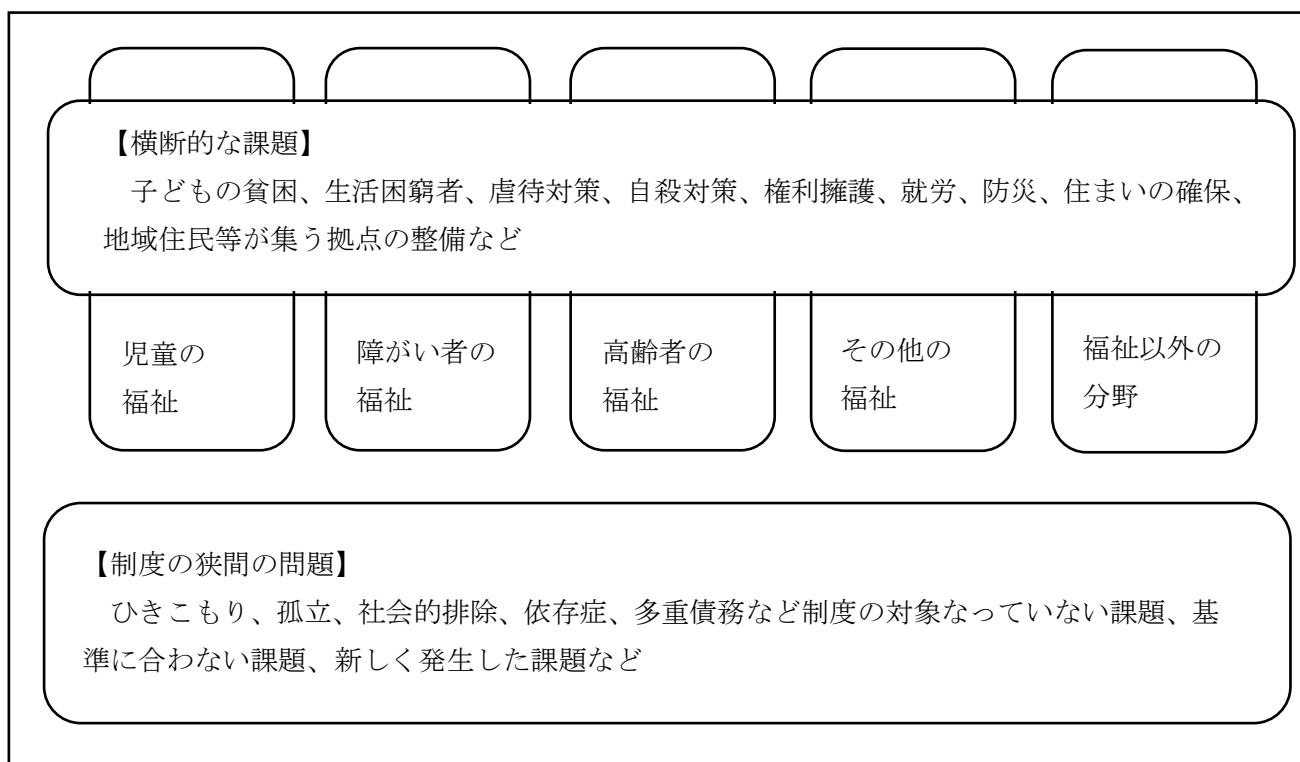 【横断的な課題】
子どもの貧困、生活困窮者、虐待対策、自殺対策、権利擁護、就労、防災、住まいの確保、
地域住民等が集う拠点の整備など
児童の
福祉
障がい者の
福祉
高齢者の
福祉
その他の
福祉
福祉以外の
分野
【制度の狭間の問題】
ひきこもり、孤立、社会的排除、依存症、多重債務など制度の対象なっていない課題、基
準に合わない課題、新しく発生した課題など